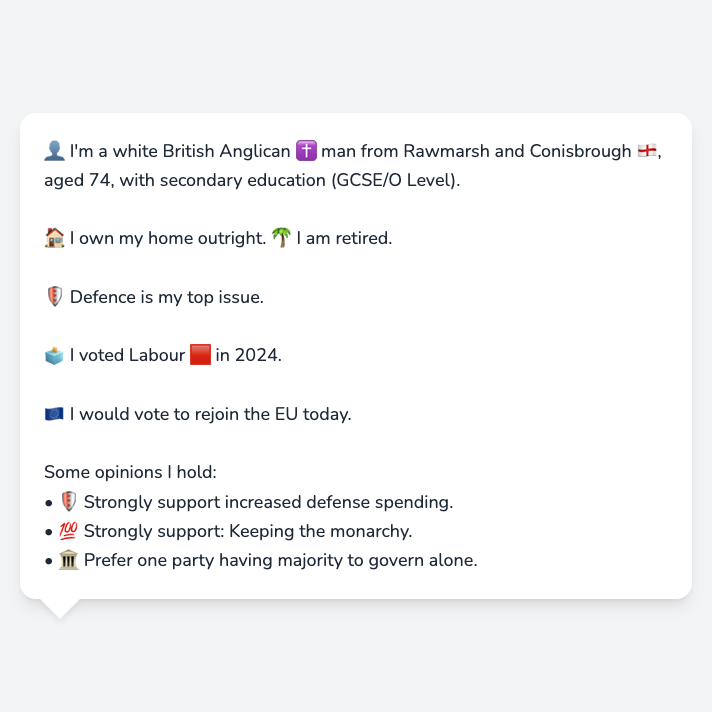 👤 I'm a white British Anglican ✝️ man from Rawmarsh and Conisbrough 🏴󠁧󠁢󠁥󠁮󠁧󠁿,
aged 74, with secondary education (GCSE/O Level).
🏠 I own my home outright. 🌴 I am retired.
🛡️ Defence is my top issue.
🗳️ I voted Labour 🟥 in 2024.
🇪🇺 I would vote to rejoin the EU today.
Some opinions I hold:
• 🛡️ Strongly support increased defense spending.
• 💯 Strongly support: Keeping the monarchy.
• 🏛️ Prefer one party having majority to govern alone.